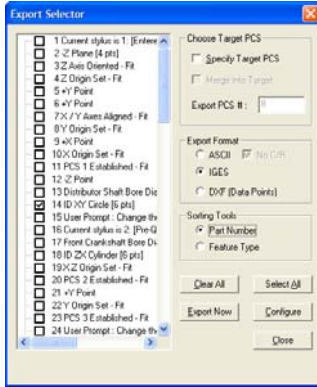 Export Selector
1 Current stylus is 1: [Entere
2 -Z Plane [4 pts]
3 Z Axis Oriented - Fit
4 Z Origin Set - Fit
5 +Y Point
6 +Y Point
7 X / Y Axes Aligned - Fit
8 Y Origin Set - Fit
9 +X Point
10 X Origin Set - Fit
11 PCS 1 Established - Fit
12 -Z Point
13 Distributor Shaft Bore Dia
14 ID XY Circle [6 pts]
15 User Prompt : Change th
16 Current stylus is 2: [Pre-Q
17 Front Crankshaft Bore Di
18 ID ZX Cylinder [6 pts]
19 X Z Origin Set - Fit
20 PCS 2 Established - Fit
21 +Y Point
22 Y Origin Set - Fit
23 PCS 3 Established - Fit
24 User Prompt : Change th
Choose Target PCS
Specify Target PCS
Merge Into Target
Export PCS # :
Export Format
ASCII No C/R
IGES
DXF (Data Points)
Sorting Tools
Part Number
Feature Type
Clear All Select All
Export Now Configure
Close